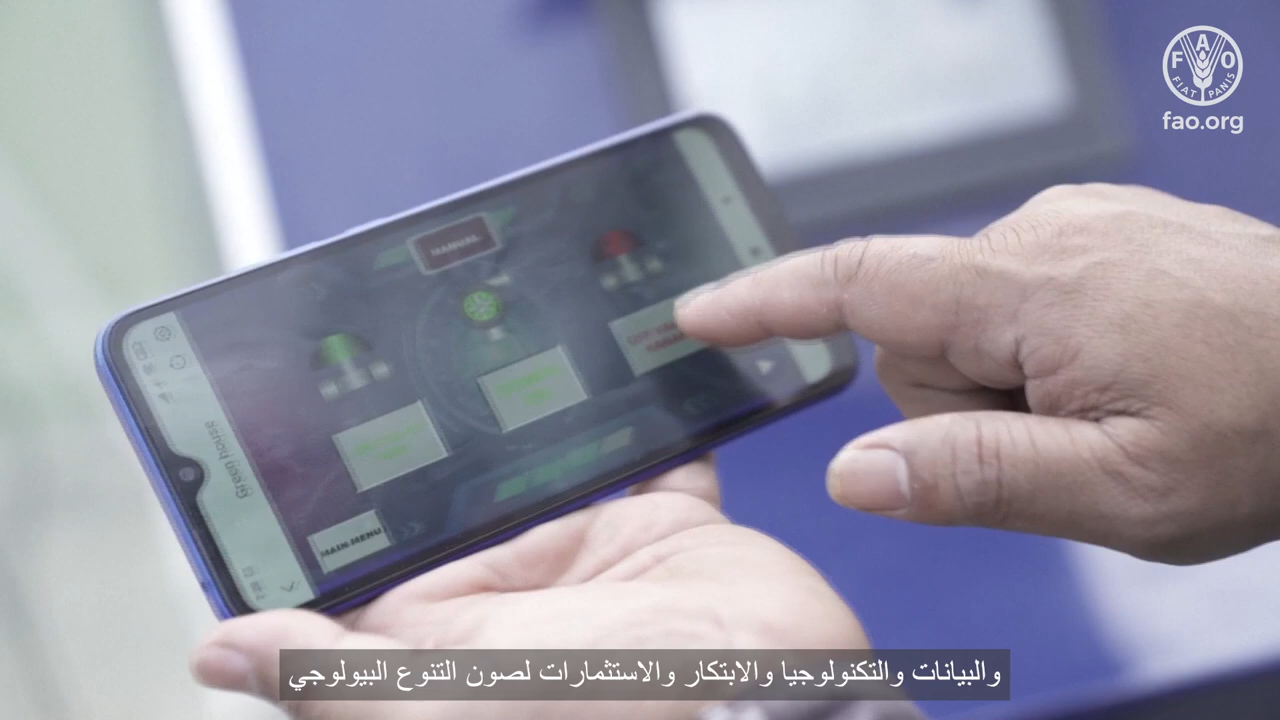 FAO
FIAT PANIS
fao.org
MANUAL
Green house
MAIN MENU
والبيانات والتكنولوجيا والابتكار والاستثمارات لصون التنوع البيولوجي